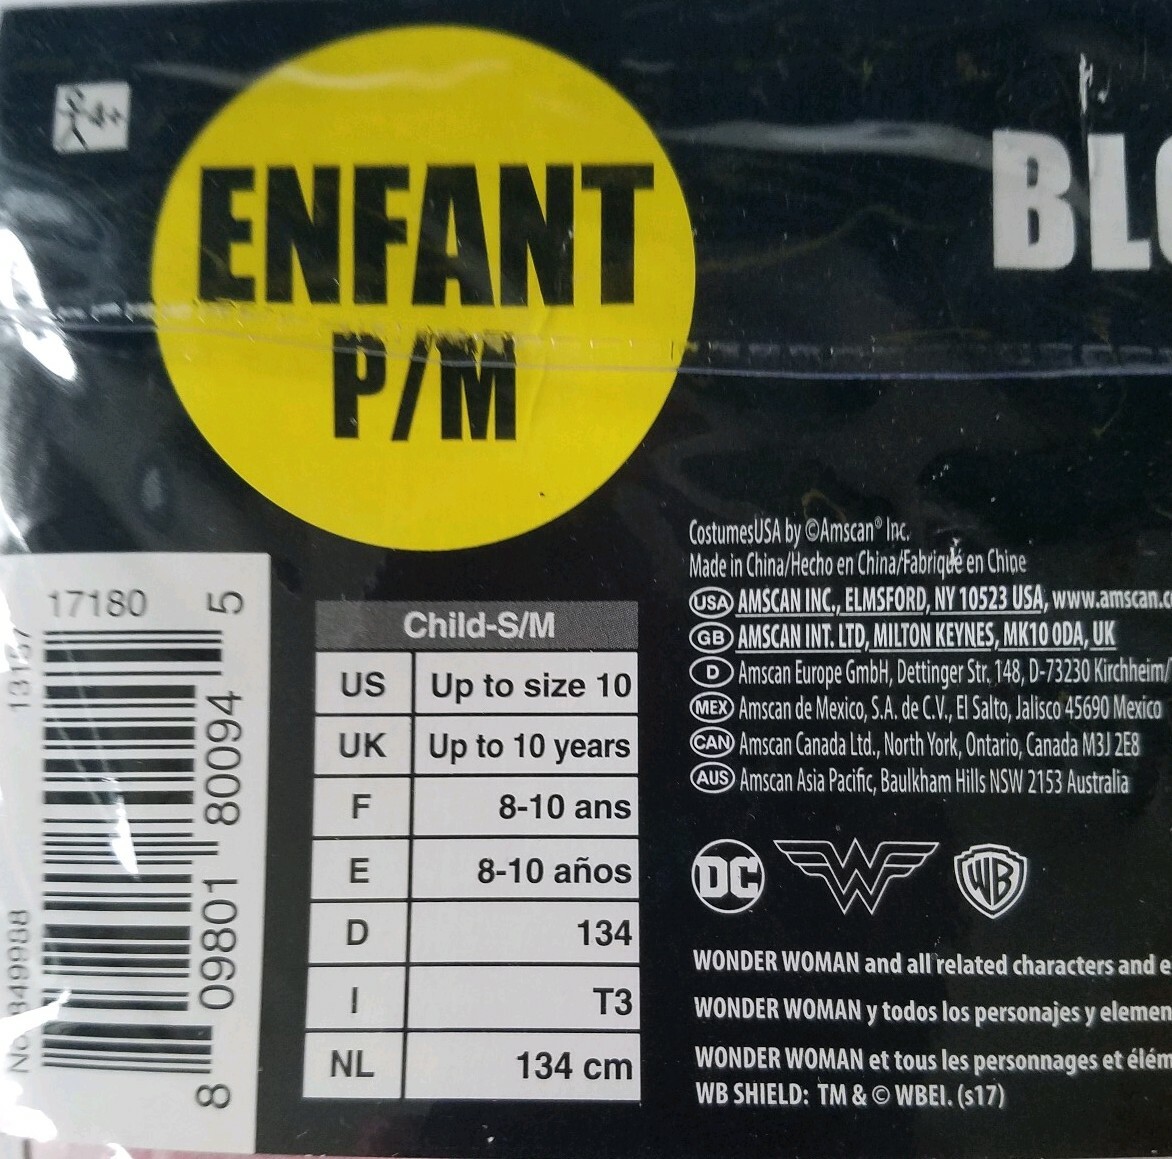 4+
ENFANT
P/M
BL
17180
5
13157
8 09801 80094
No 849988
Child-S/M
US Up to size 10
UK Up to 10 years
F 8-10 ans
E 8-10 años
D 134
I T3
NL 134 cm
CostumesUSA by ©Amscan® Inc.
Made in China/Hecho en China/Fabriqué en Chine
USA AMSCAN INC., ELMSFORD, NY 10523 USA, www.amscan.c
GB AMSCAN INT. LTD, MILTON KEYNES, MK10 0DA, UK
D Amscan Europe GmbH, Dettinger Str. 148, D-73230 Kirchheim/
MEX Amscan de Mexico, S.A. de C.V., El Salto, Jalisco 45690 Mexico
CAN Amscan Canada Ltd., North York, Ontario, Canada M3J 2E8
AUS Amscan Asia Pacific, Baulkham Hills NSW 2153 Australia
DC W WB
WONDER WOMAN and all related characters and e
WONDER WOMAN y todos los personajes y elemen
WONDER WOMAN et tous les personnages et élém
WB SHIELD: TM & © WBEI. (s17)